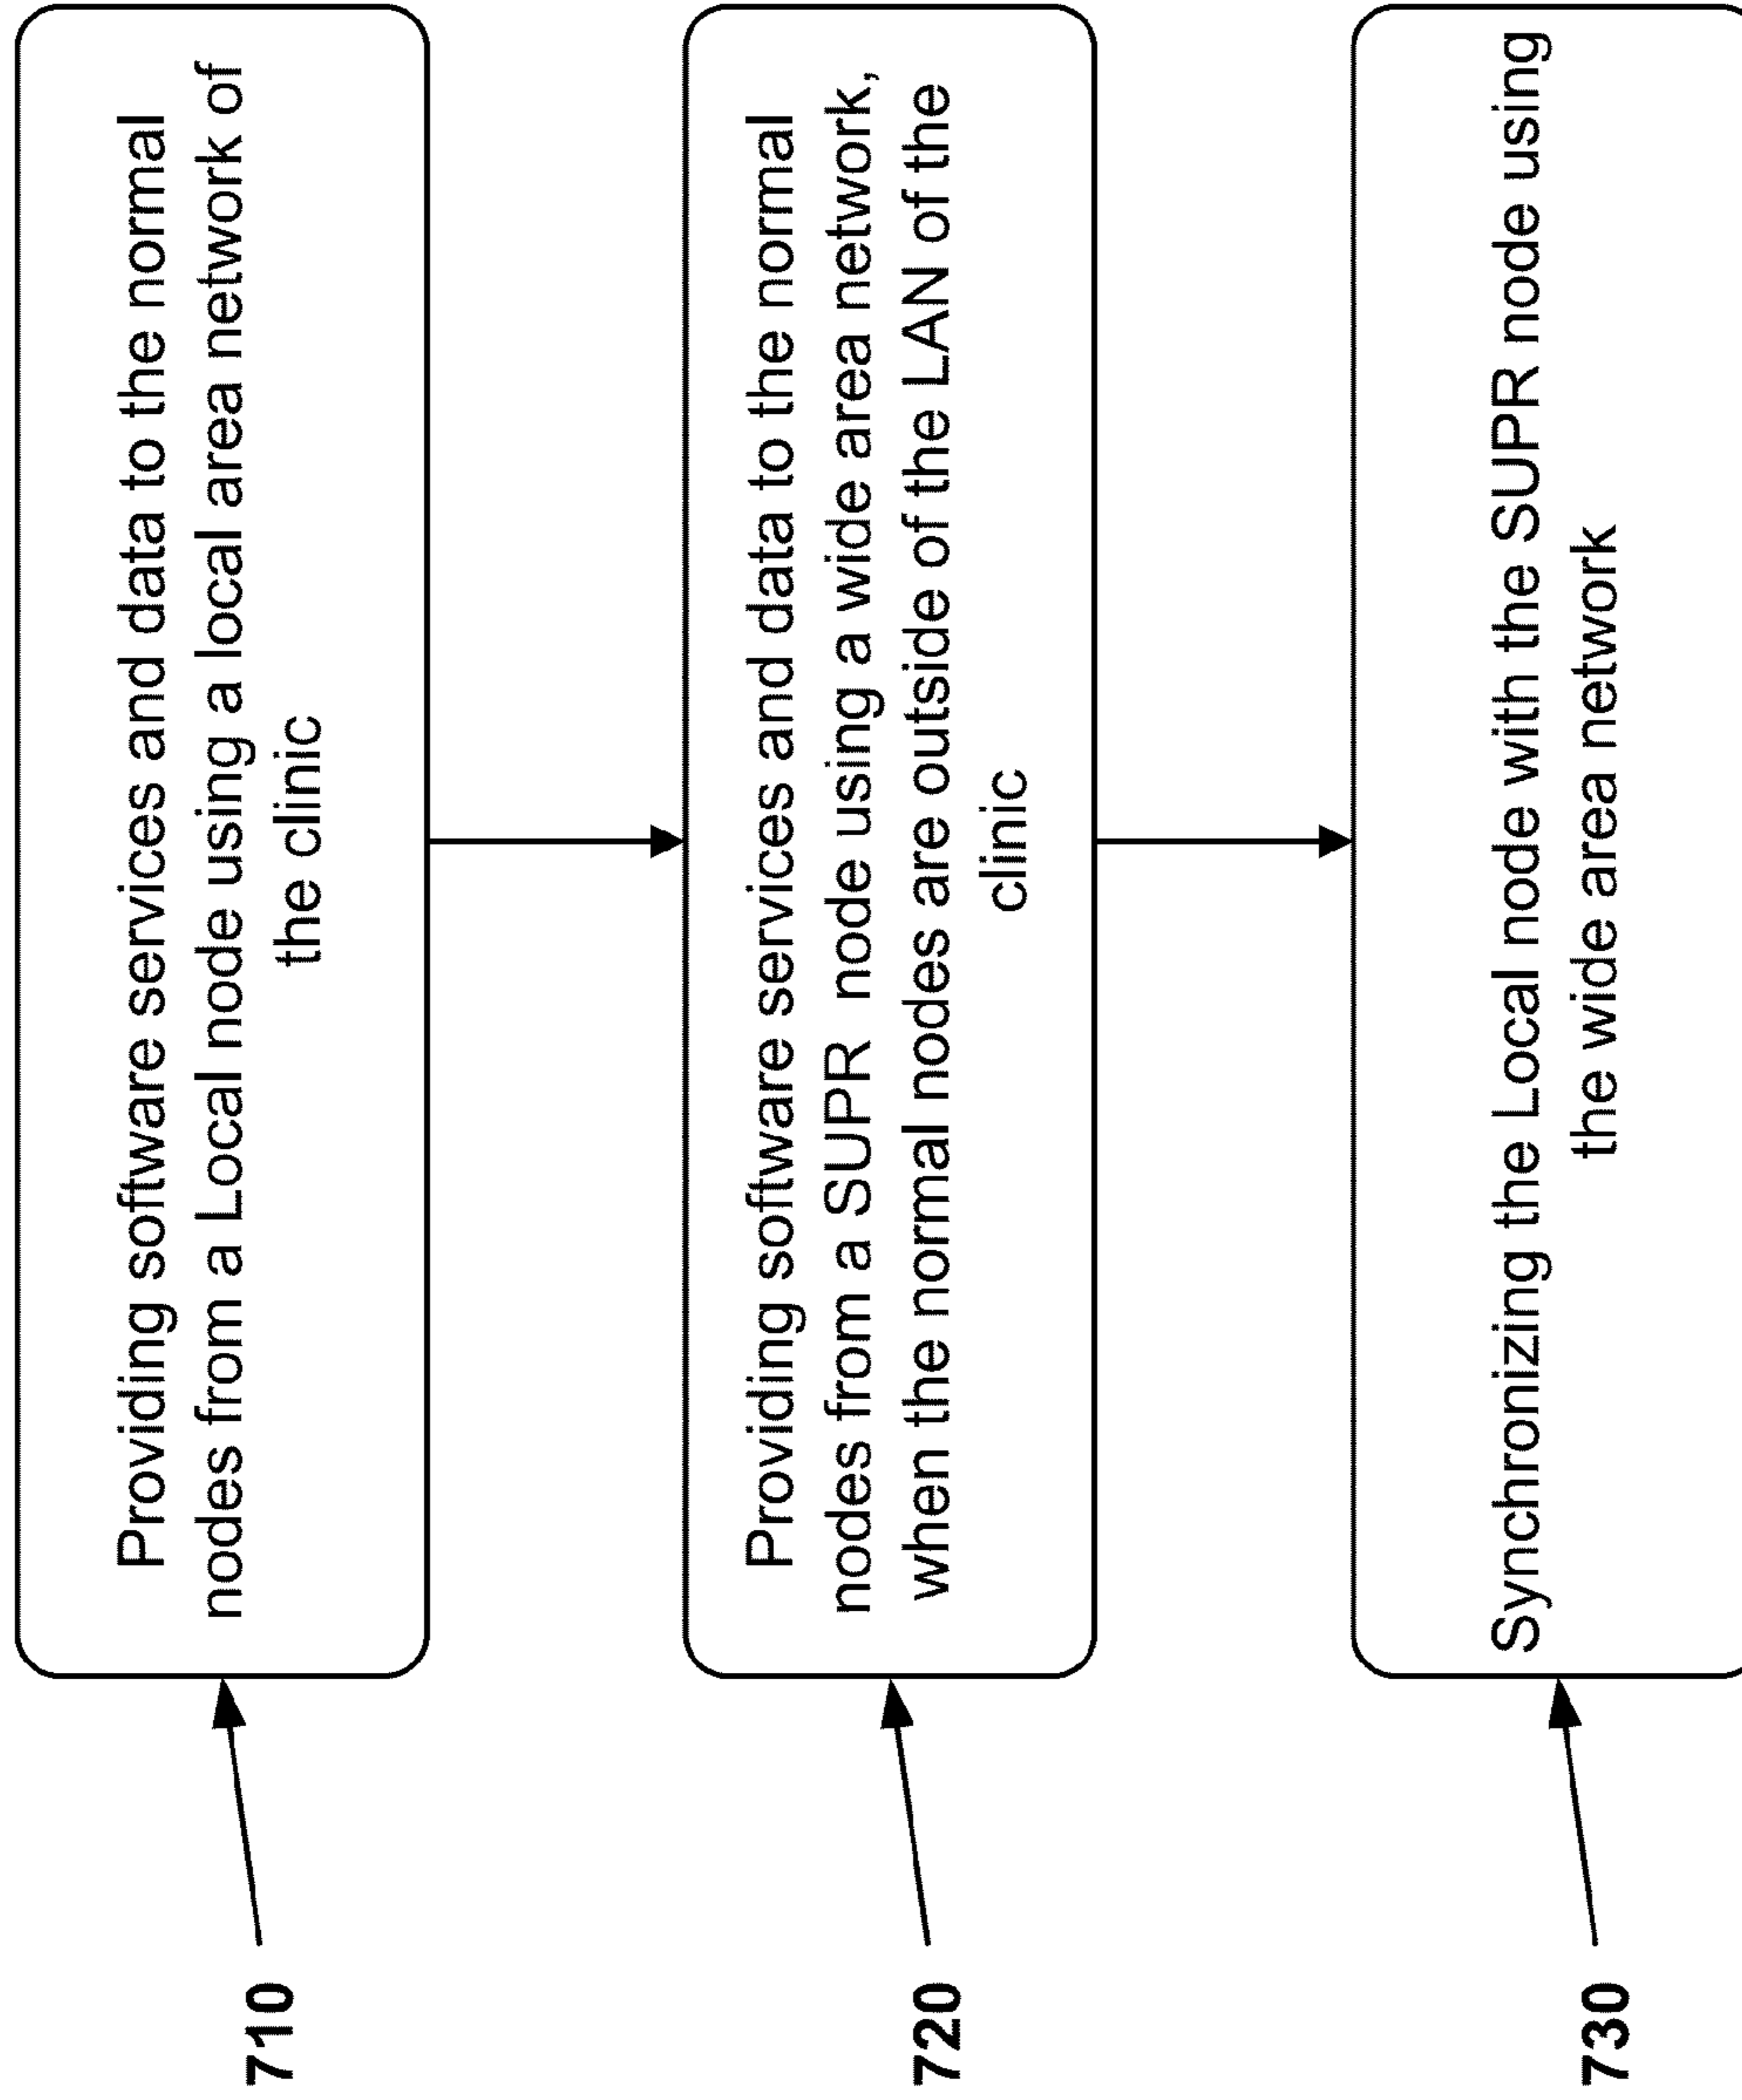 710
Providing software services and data to the normal
nodes from a Local node using a local area network of
the clinic
720
Providing software services and data to the normal
nodes from a SUPR node using a wide area network,
when the normal nodes are outside of the LAN of the
clinic
730
Synchronizing the Local node with the SUPR node using
the wide area network